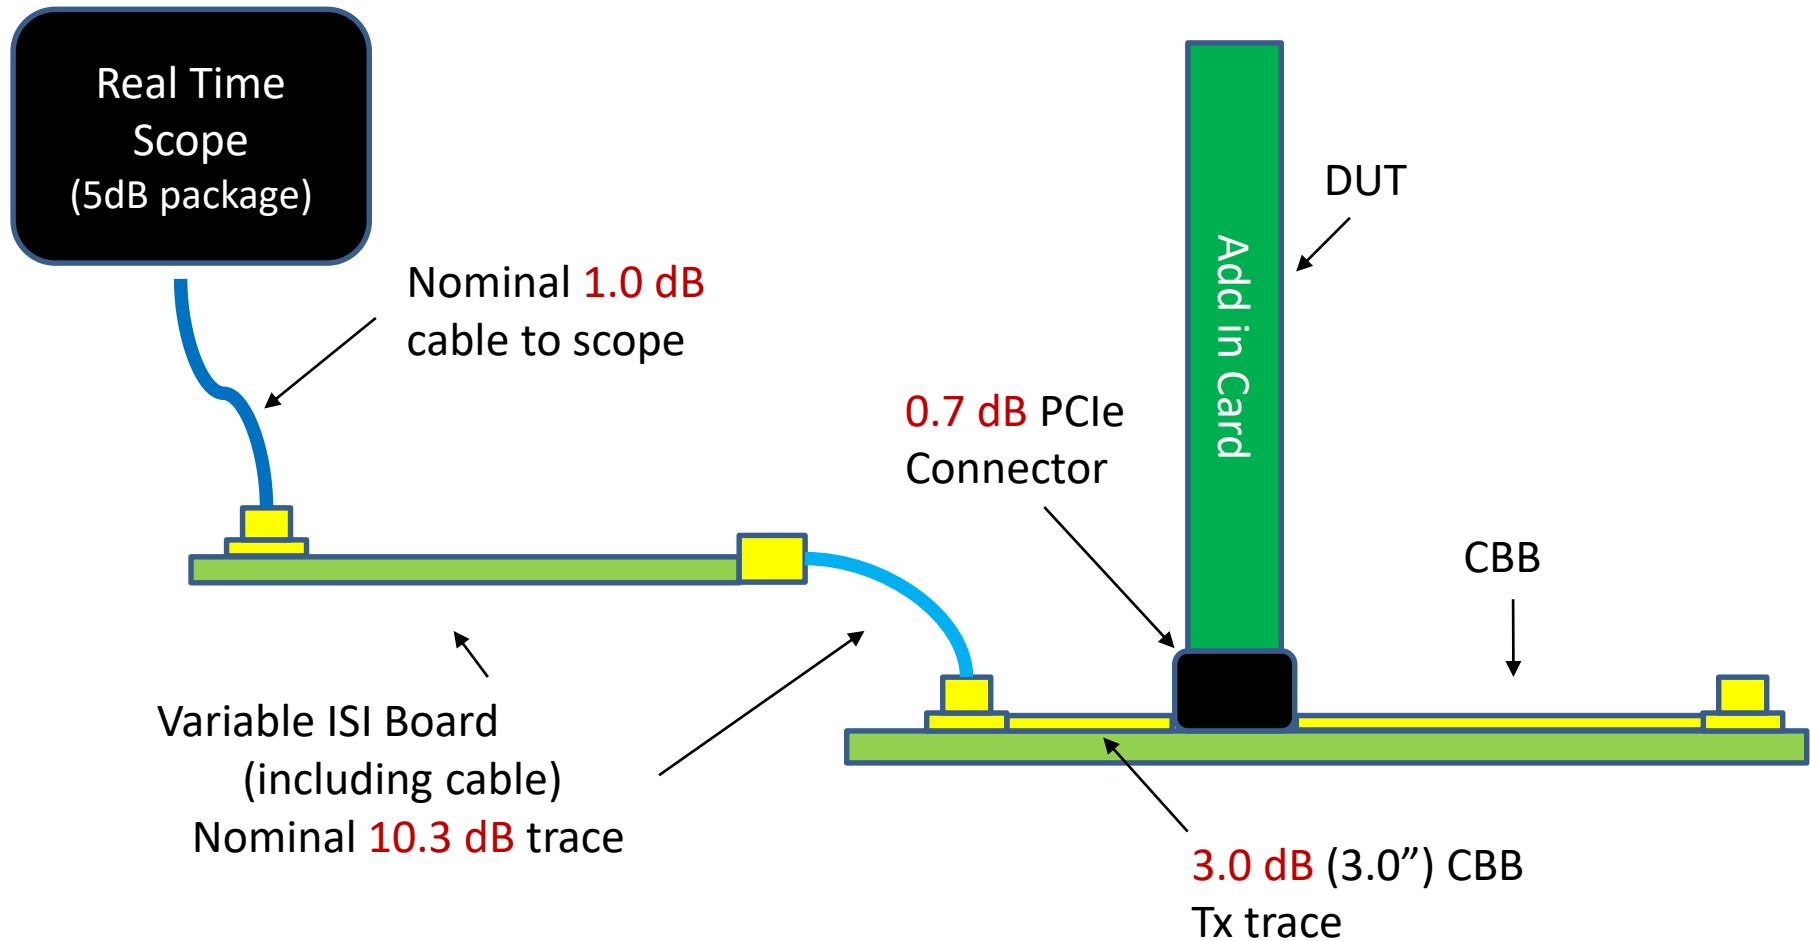 Real Time
Scope
(5dB package)
DUT
Nominal 1.0 dB
cable to scope
Add in Card
0.7 dB PCIe
Connector
CBB
Variable ISI Board
(including cable)
Nominal 10.3 dB trace
3.0 dB (3.0”) CBB
Tx trace